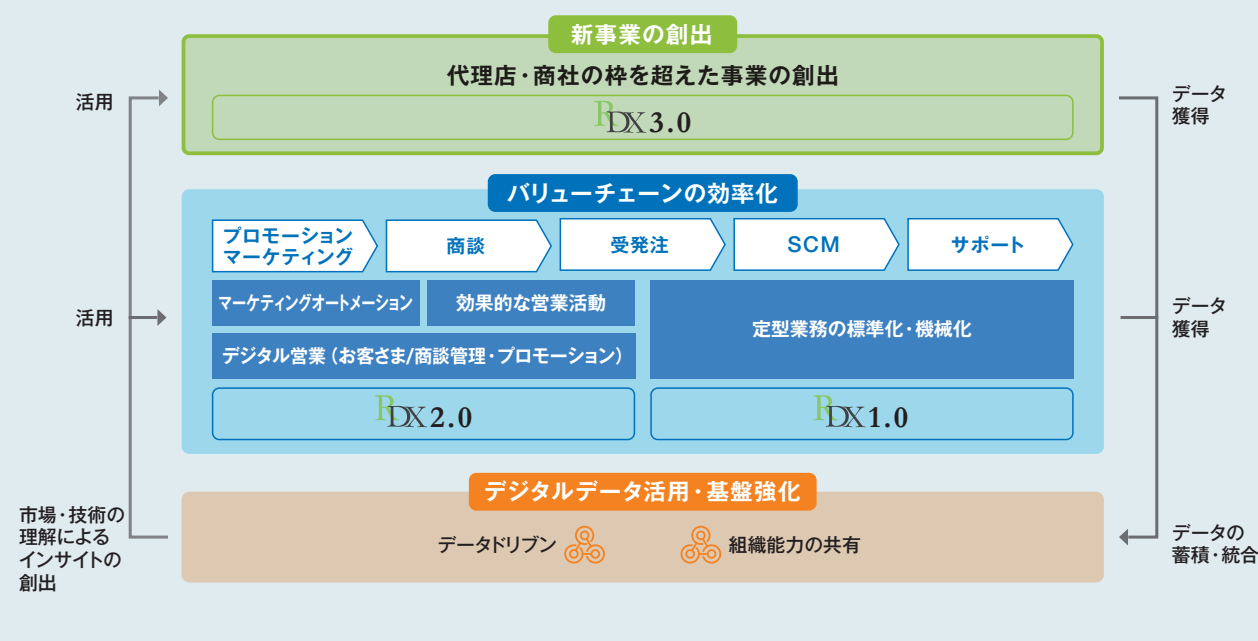 新事業の創出
代理店・商社の枠を超えた事業の創出
RDX 3.0
活用
データ
獲得
バリューチェーンの効率化
プロモーション
マーケティング
商談
受発注
SCM
サポート
マーケティングオートメーション
効果的な営業活動
定型業務の標準化・機械化
デジタル営業（お客さま/商談管理・プロモーション）
RDX 2.0
RDX 1.0
活用
データ
獲得
デジタルデータ活用・基盤強化
データドリブン
組織能力の共有
市場・技術の
理解による
インサイトの
創出
データの
蓄積・統合